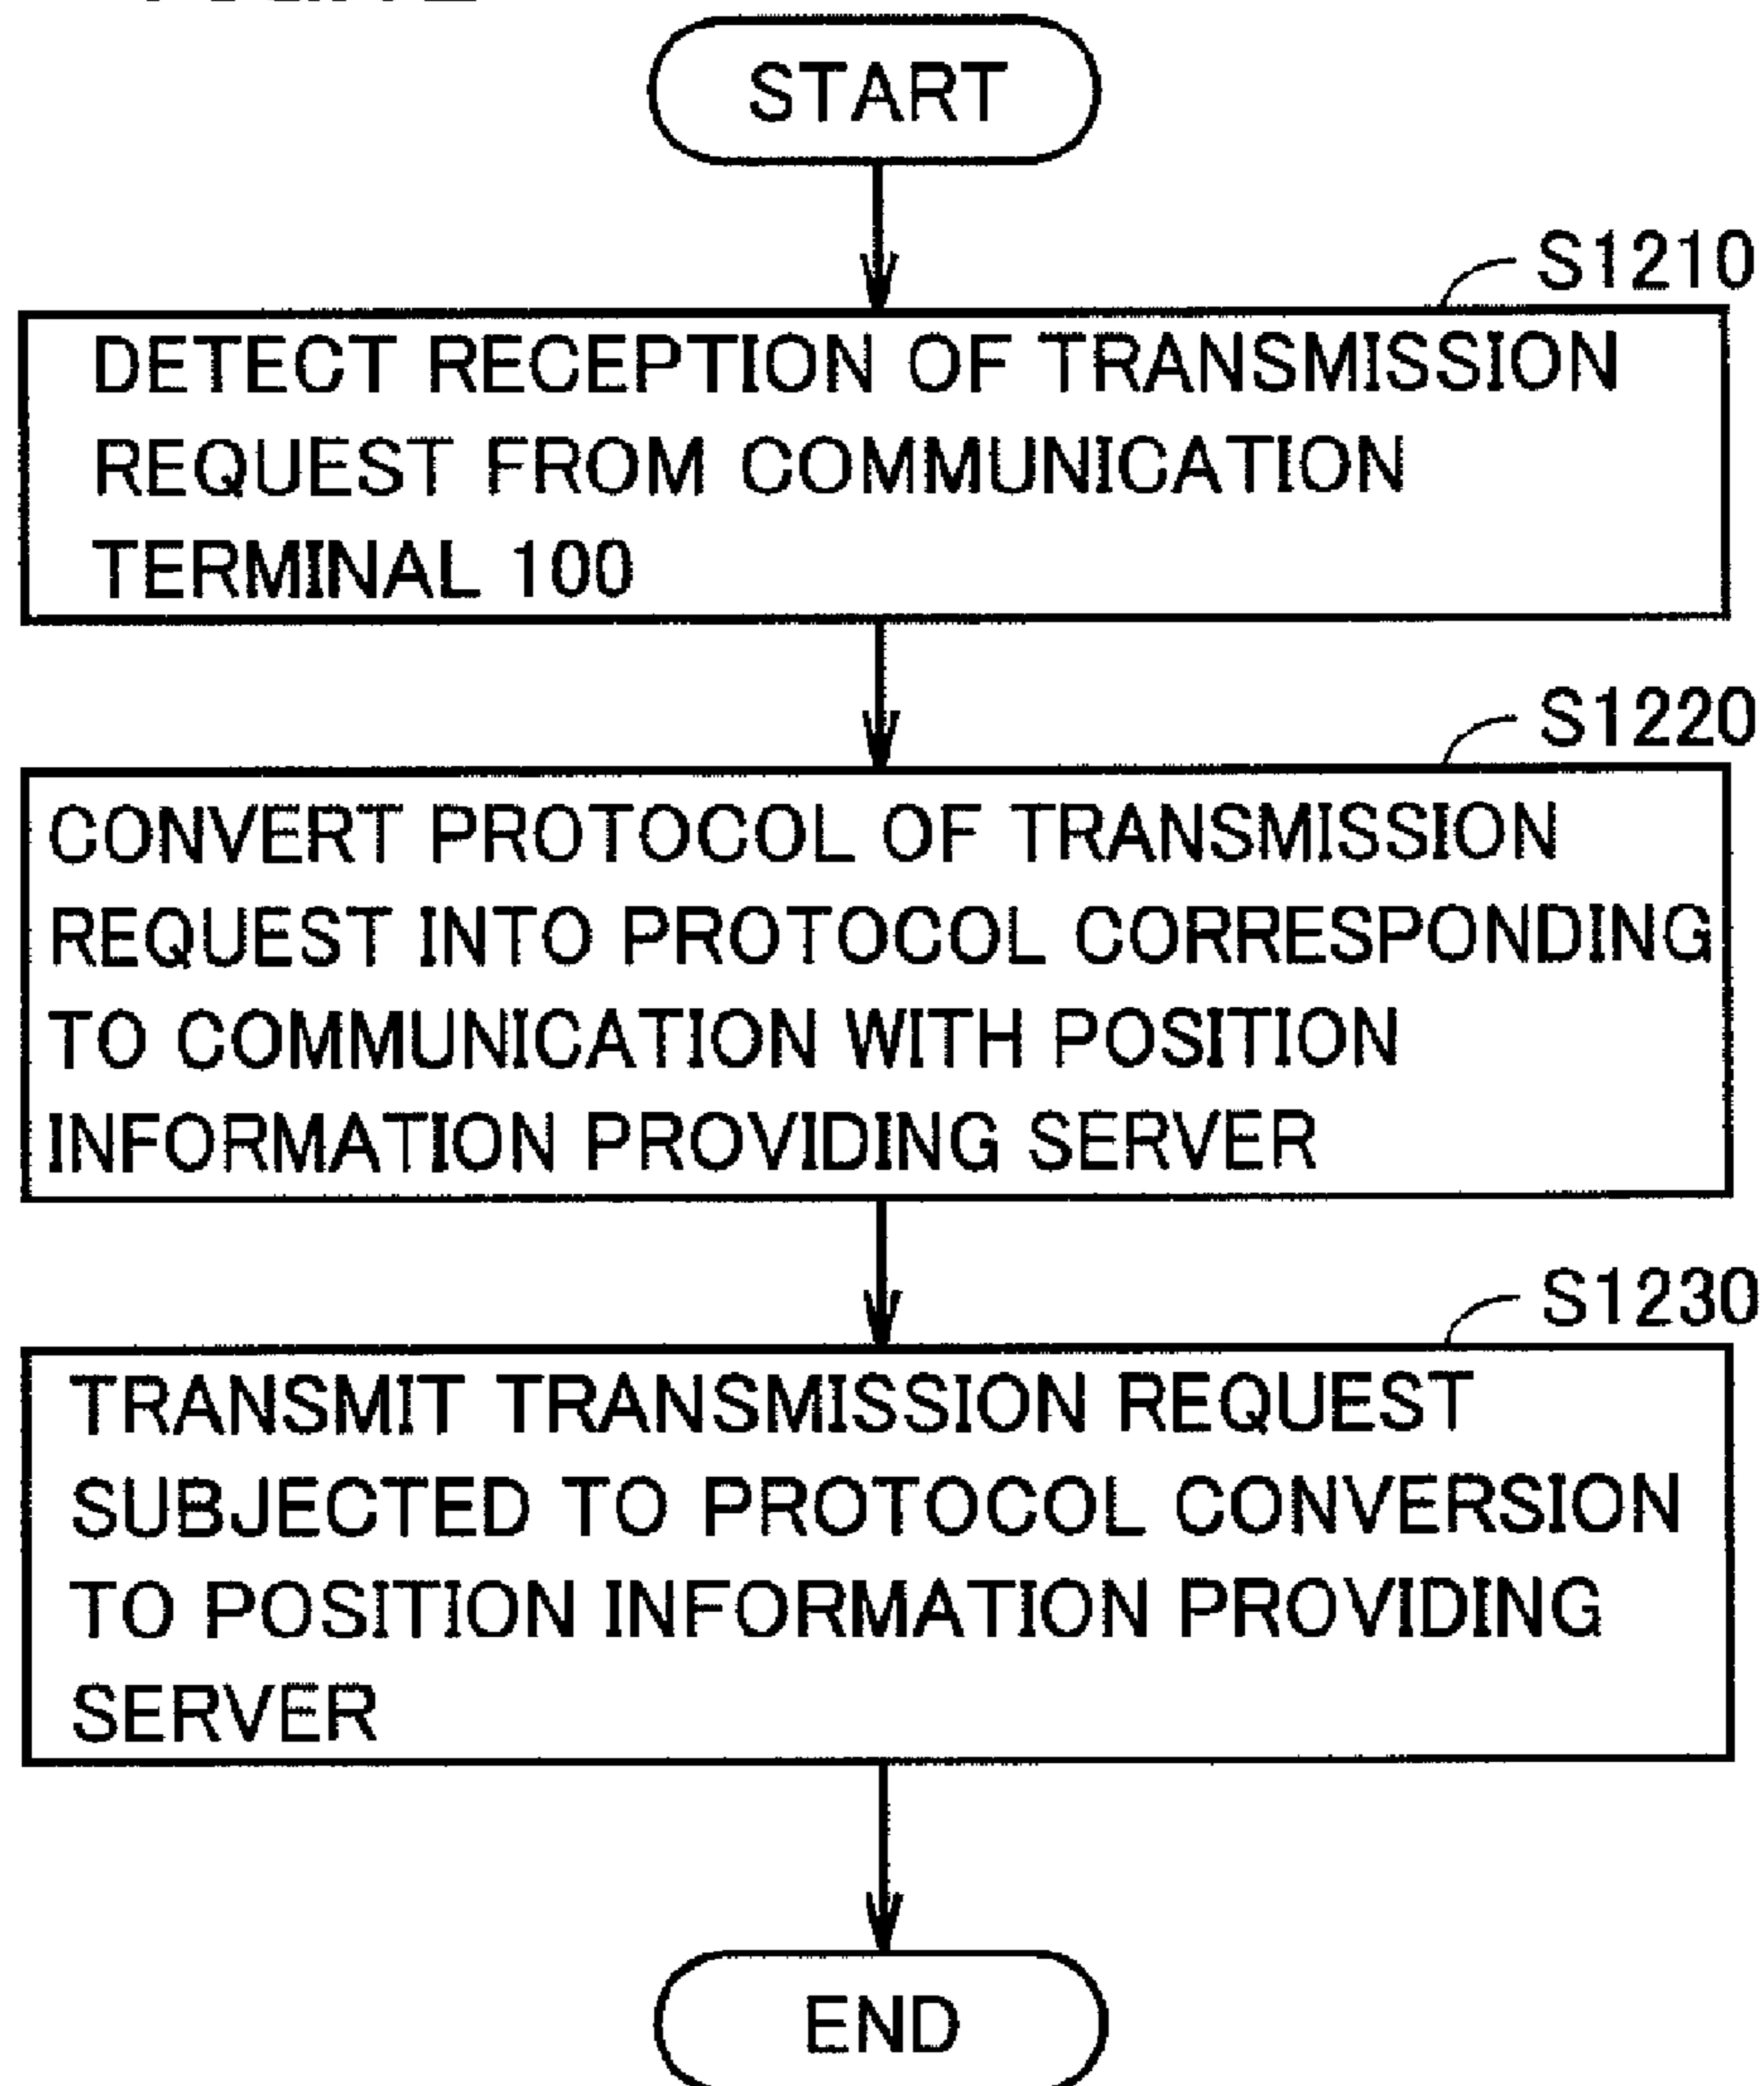 START
S1210
DETECT RECEPTION OF TRANSMISSION
REQUEST FROM COMMUNICATION
TERMINAL 100
S1220
CONVERT PROTOCOL OF TRANSMISSION
REQUEST INTO PROTOCOL CORRESPONDING
TO COMMUNICATION WITH POSITION
INFORMATION PROVIDING SERVER
S1230
TRANSMIT TRANSMISSION REQUEST
SUBJECTED TO PROTOCOL CONVERSION
TO POSITION INFORMATION PROVIDING
SERVER
END